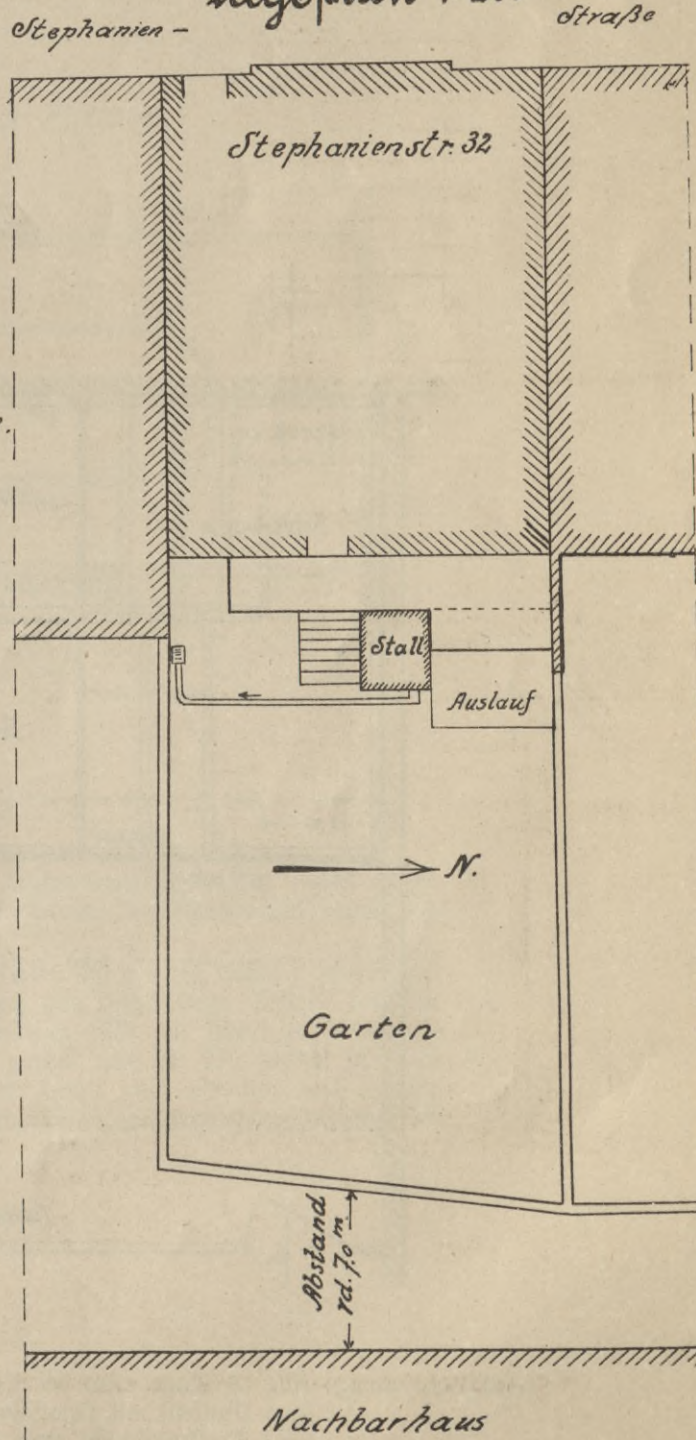 Stephanien – Straße
Stephanienstr. 32
Stall
Auslauf
N.
Garten
Abstand
rd. 7.0 m
Nachbarhaus